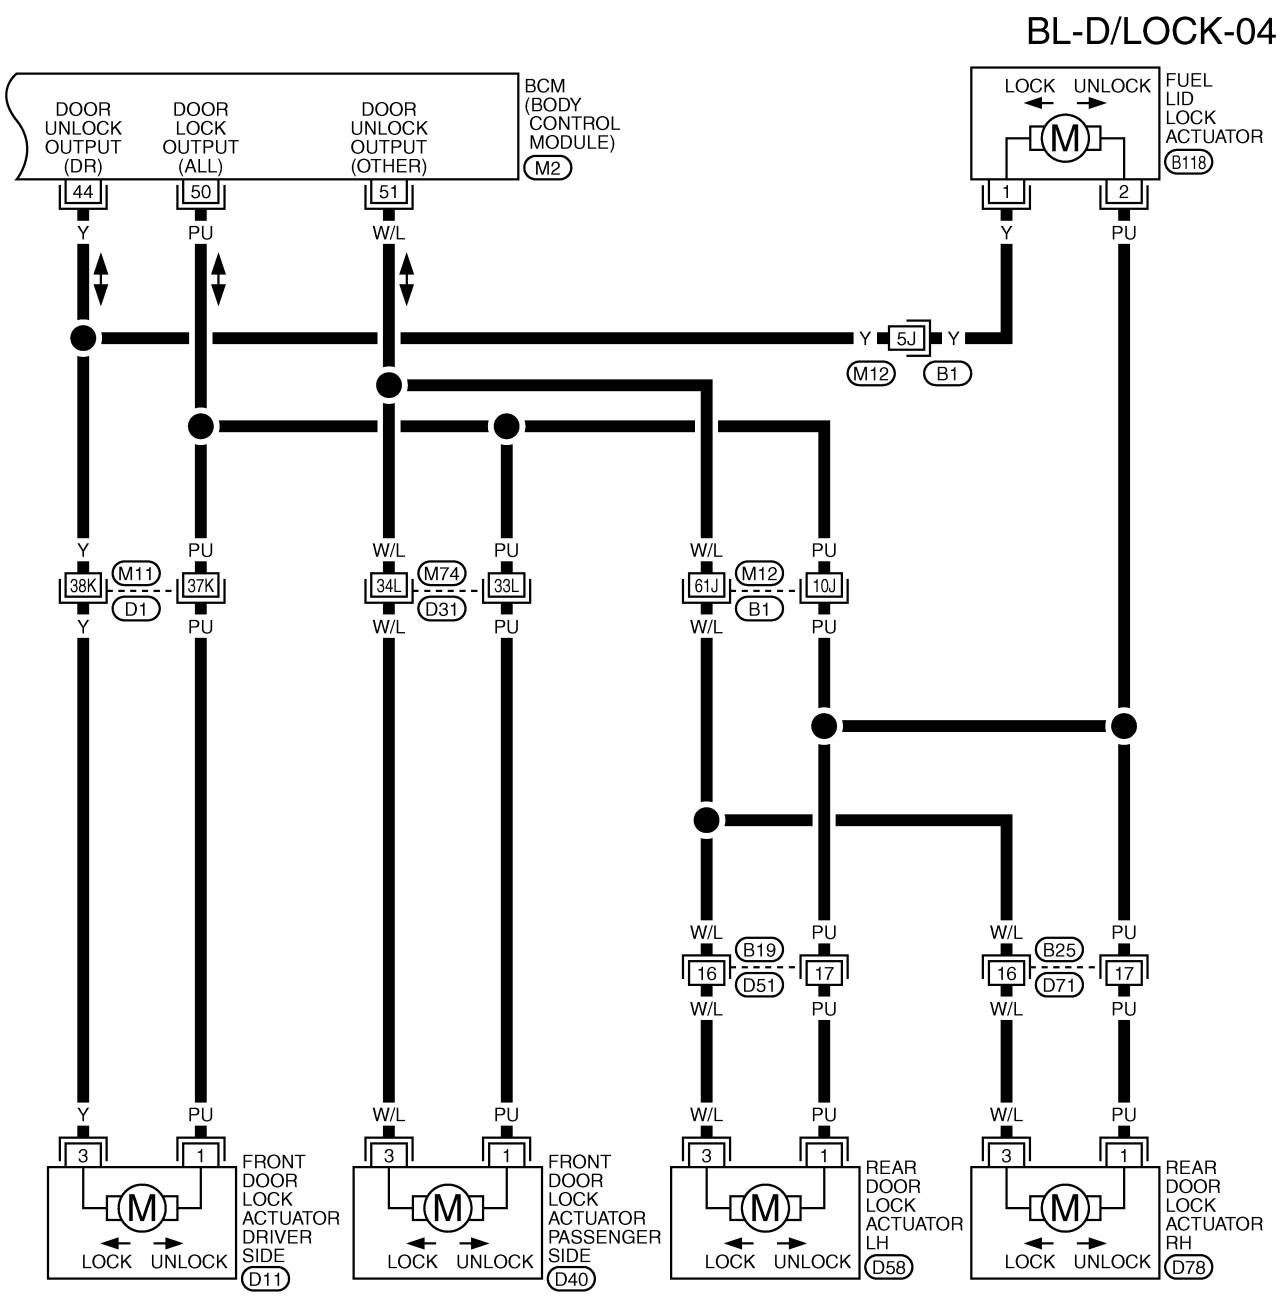 BL-D/LOCK-04
DOOR UNLOCK OUTPUT (DR)
DOOR LOCK OUTPUT (ALL)
DOOR UNLOCK OUTPUT (OTHER)
BCM (BODY CONTROL MODULE)
M2
LOCK UNLOCK
M
FUEL LID LOCK ACTUATOR
B118
44 50 51 1 2
Y PU W/L Y PU
Y 5J Y
M12 B1
Y PU W/L PU W/L PU
38K M11 37K 34L M74 33L 61J M12 10J
D1 D31 B1
Y PU W/L PU W/L PU
W/L PU W/L PU
16 B19 17 16 B25 17
D51 D71
W/L PU W/L PU
Y PU W/L PU W/L PU W/L PU
3 1 3 1 3 1 3 1
M M M M
LOCK UNLOCK LOCK UNLOCK LOCK UNLOCK LOCK UNLOCK
FRONT DOOR LOCK ACTUATOR DRIVER SIDE
D11
FRONT DOOR LOCK ACTUATOR PASSENGER SIDE
D40
REAR DOOR LOCK ACTUATOR LH
D58
REAR DOOR LOCK ACTUATOR RH
D78